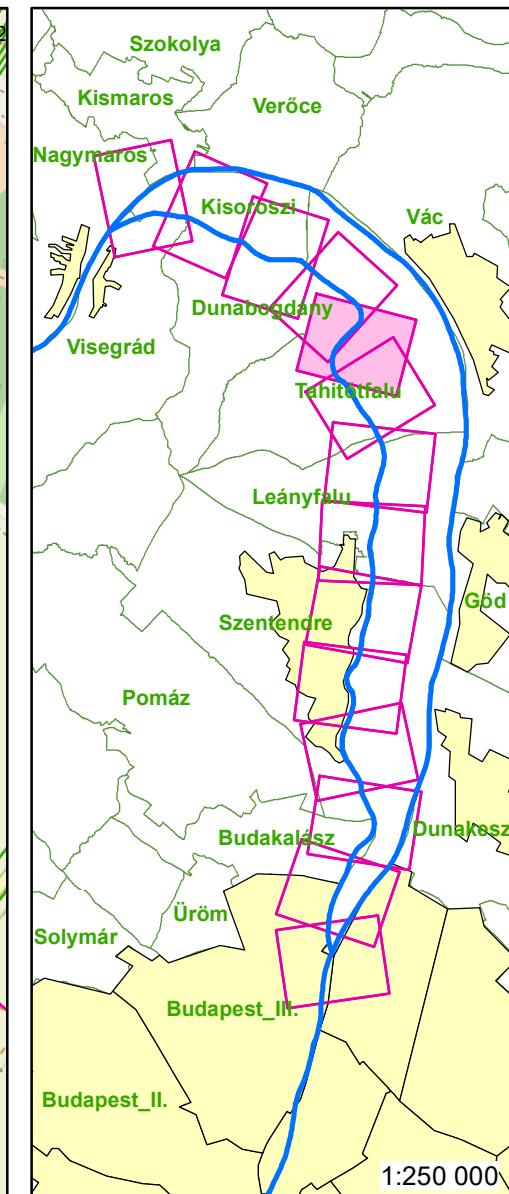 Szokolya
Kismaros
Verőce
Nagymaros
Kisoroszi
Vác
Dunabogdány
Visegrád
Tahitótfalu
Leányfalu
Göd
Szentendre
Pomáz
Budakalász
Dunakesz
Üröm
Solymár
Budapest_III.
Budapest_II.
1:250 000